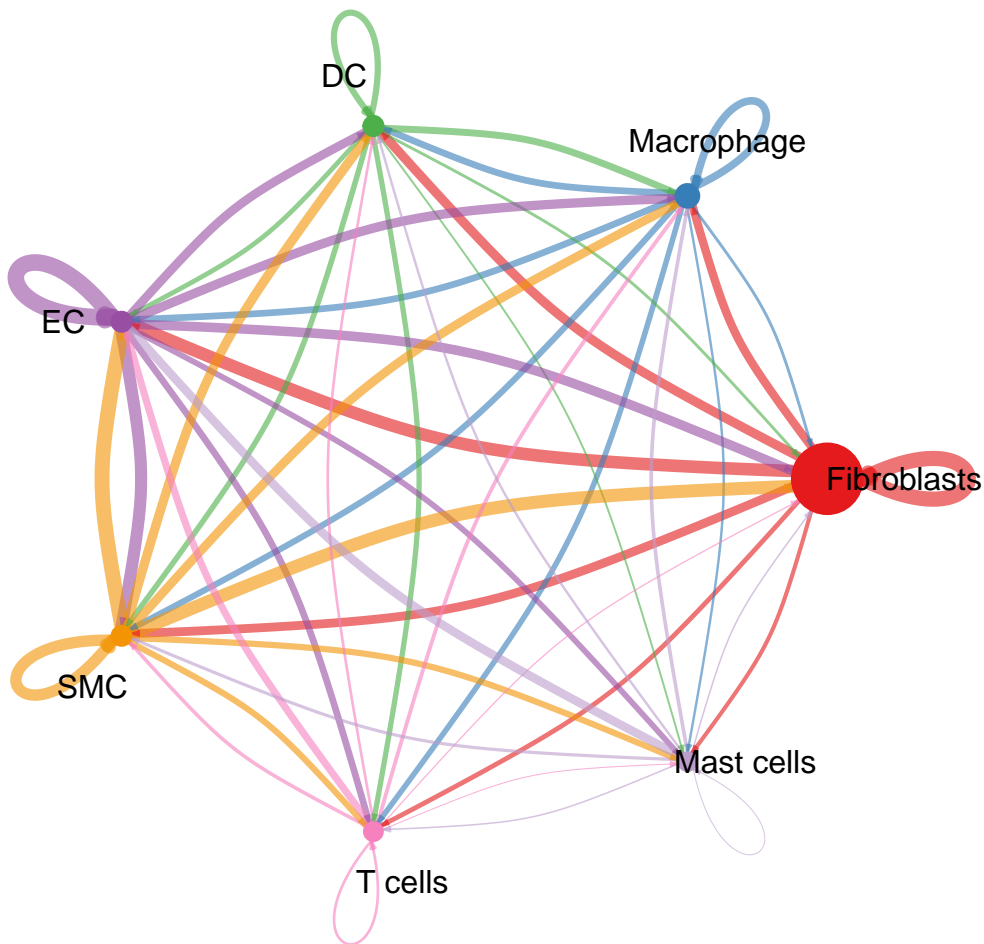 DC
Macrophage
EC
Fibroblasts
SMC
Mast cells
T cells